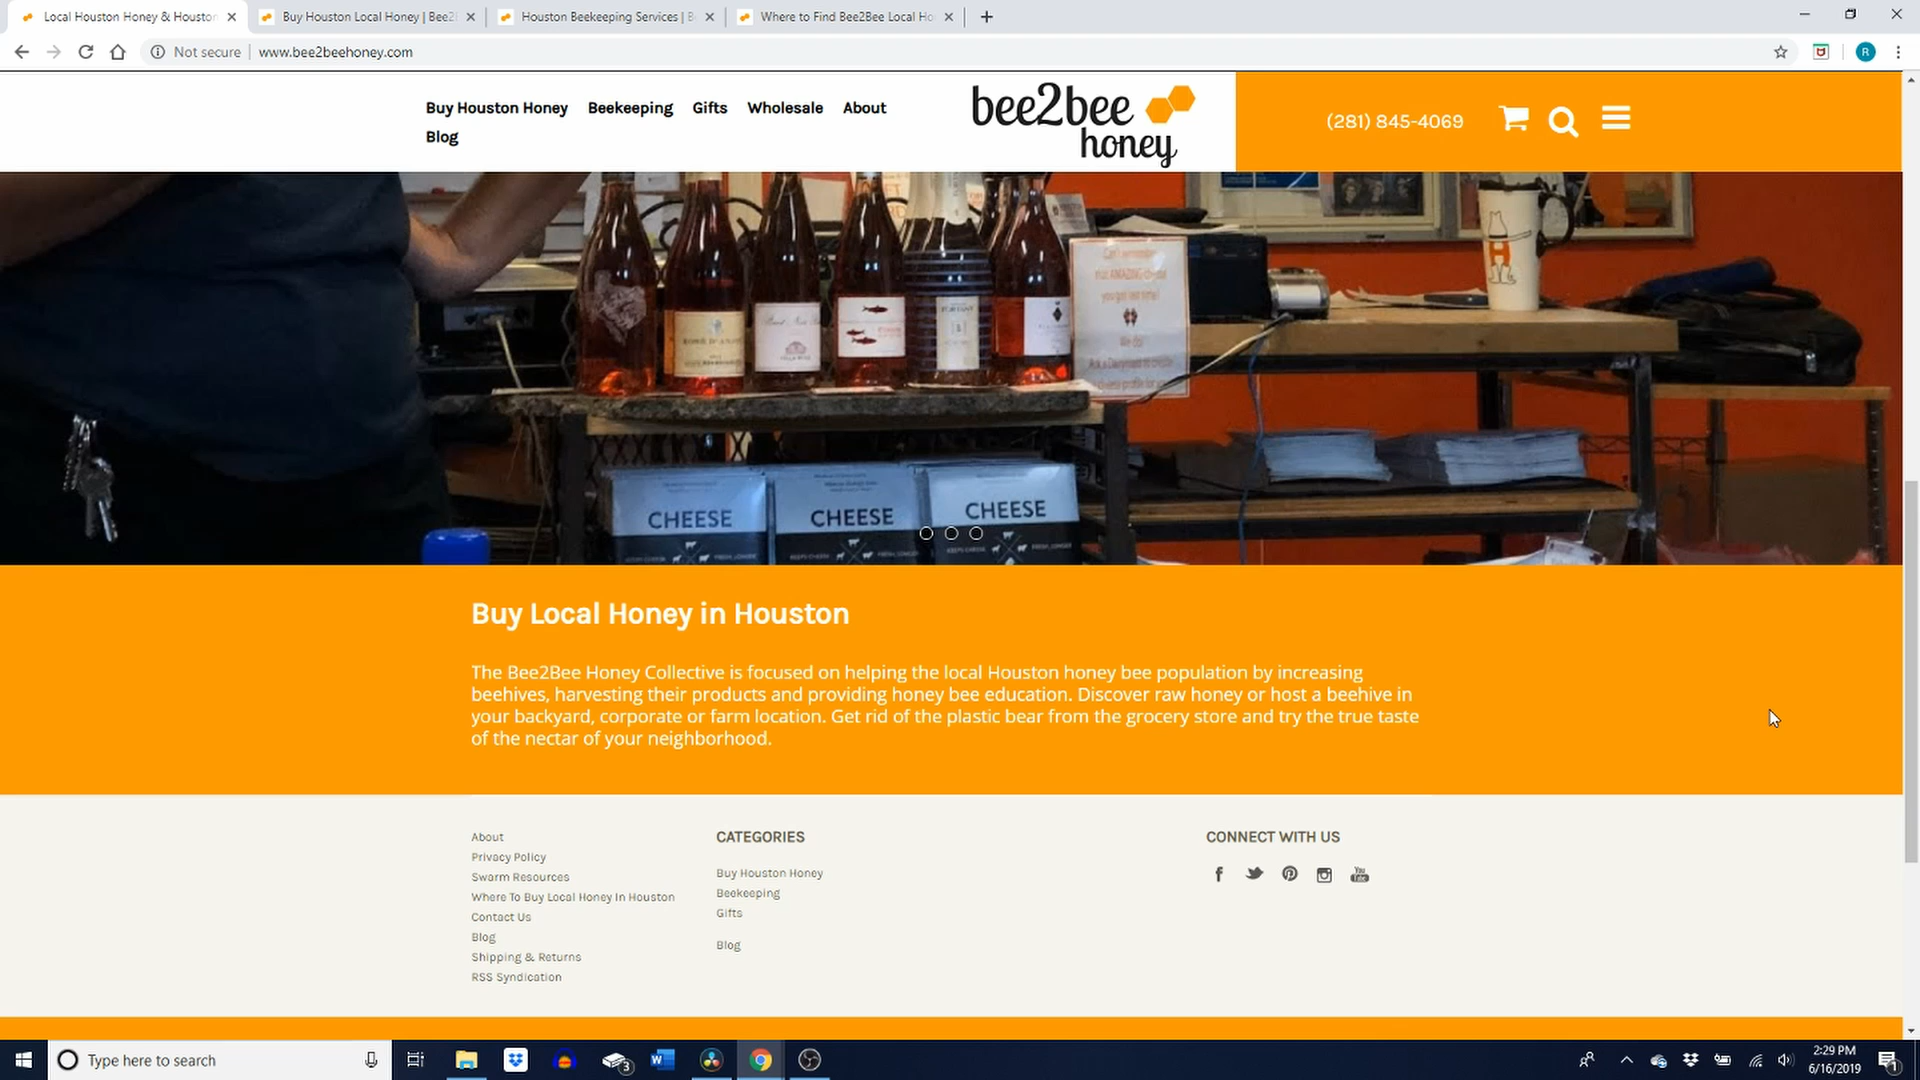 Local Houston Honey & Houston
Buy Houston Local Honey | Bee2B
Houston Beekeeping Services | B
Where to Find Bee2Bee Local Ho
Not secure
www.bee2beehoney.com
R
Buy Houston Honey Beekeeping Gifts Wholesale About
Blog
bee2bee
honey
(281) 845-4069
CHEESE
CHEESE
CHEESE
Buy Local Honey in Houston
The Bee2Bee Honey Collective is focused on helping the local Houston honey bee population by increasing
beehives, harvesting their products and providing honey bee education. Discover raw honey or host a beehive in
your backyard, corporate or farm location. Get rid of the plastic bear from the grocery store and try the true taste
of the nectar of your neighborhood.
About
Privacy Policy
Swarm Resources
Where To Buy Local Honey In Houston
Contact Us
Blog
Shipping & Returns
RSS Syndication
CATEGORIES
Buy Houston Honey
Beekeeping
Gifts
Blog
CONNECT WITH US
You
Tube
Type here to search
3
2:29 PM
6/16/2019
1